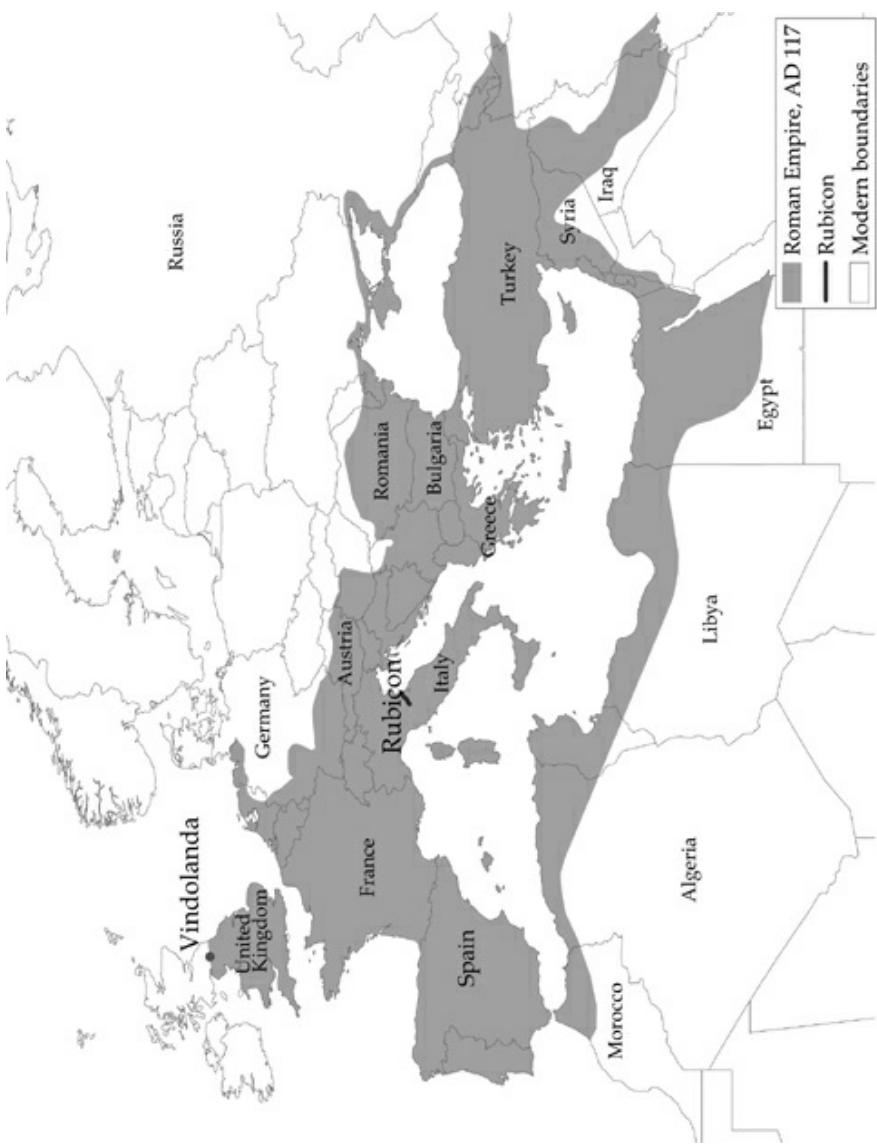 Russia
Vindolanda
United
Kingdom
Germany
France
Austria
Rubicon
Italy
Romania
Bulgaria
Greece
Turkey
Syria
Iraq
Spain
Morocco
Algeria
Libya
Egypt
Roman Empire, AD 117
Rubicon
Modern boundaries